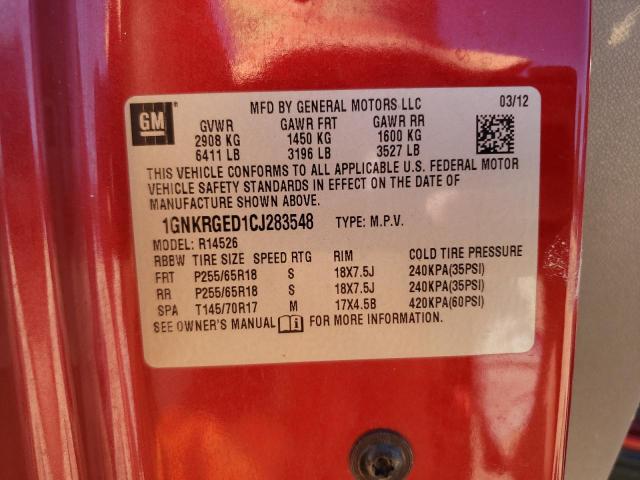 GM
MFD BY GENERAL MOTORS LLC 03/12
GVWR GAWR FRT GAWR RR
2908 KG 1450 KG 1600 KG
6411 LB 3196 LB 3527 LB
THIS VEHICLE CONFORMS TO ALL APPLICABLE U.S. FEDERAL MOTOR
VEHICLE SAFETY STANDARDS IN EFFECT ON THE DATE OF
MANUFACTURE SHOWN ABOVE.
1GNKRGED1CJ283548 TYPE: M.P.V.
MODEL: R14526
RBBW TIRE SIZE SPEED RTG RIM COLD TIRE PRESSURE
FRT P255/65R18 S 18X7.5J 240KPA(35PSI)
RR P255/65R18 S 18X7.5J 240KPA(35PSI)
SPA T145/70R17 M 17X4.5B 420KPA(60PSI)
SEE OWNER'S MANUAL FOR MORE INFORMATION.